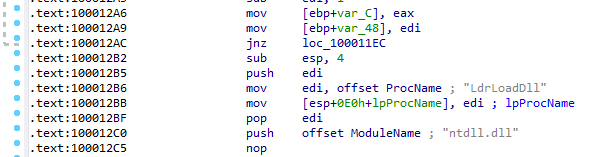 .text:100012A6 mov [ebp+var_C], eax
.text:100012A9 mov [ebp+var_48], edi
.text:100012AC jnz loc_100011EC
.text:100012B2 sub esp, 4
.text:100012B5 push edi
.text:100012B6 mov edi, offset ProcName ; "LdrLoadDll"
.text:100012BB mov [esp+0E0h+lpProcName], edi ; lpProcName
.text:100012BF pop edi
.text:100012C0 push offset ModuleName ; "ntdll.dll"
.text:100012C5 nop